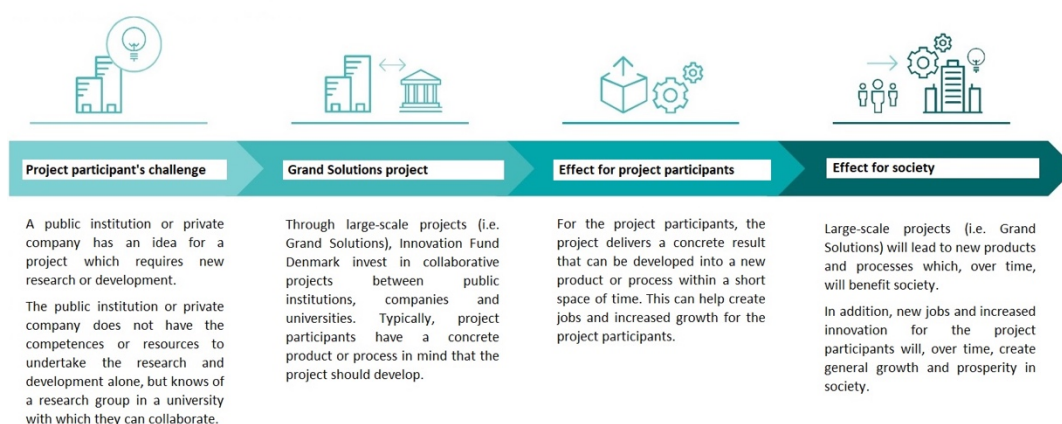 Project participant's challenge
Grand Solutions project
Effect for project participants
Effect for society
A public institution or private
company has an idea for a
project which requires new
research or development.
The public institution or private
company does not have the
competences or resources to
undertake the research and
development alone, but knows of
a research group in a university
with which they can collaborate.
Through large-scale projects (i.e.
Grand Solutions), Innovation Fund
Denmark invest in collaborative
projects between public
institutions, companies and
universities. Typically, project
participants have a concrete
product or process in mind that the
project should develop.
For the project participants, the
project delivers a concrete result
that can be developed into a new
product or process within a short
space of time. This can help create
jobs and increased growth for the
project participants.
Large-scale projects (i.e. Grand
Solutions) will lead to new products
and processes which, over time,
will benefit society.
In addition, new jobs and increased
innovation for the project
participants will, over time, create
general growth and prosperity in
society.